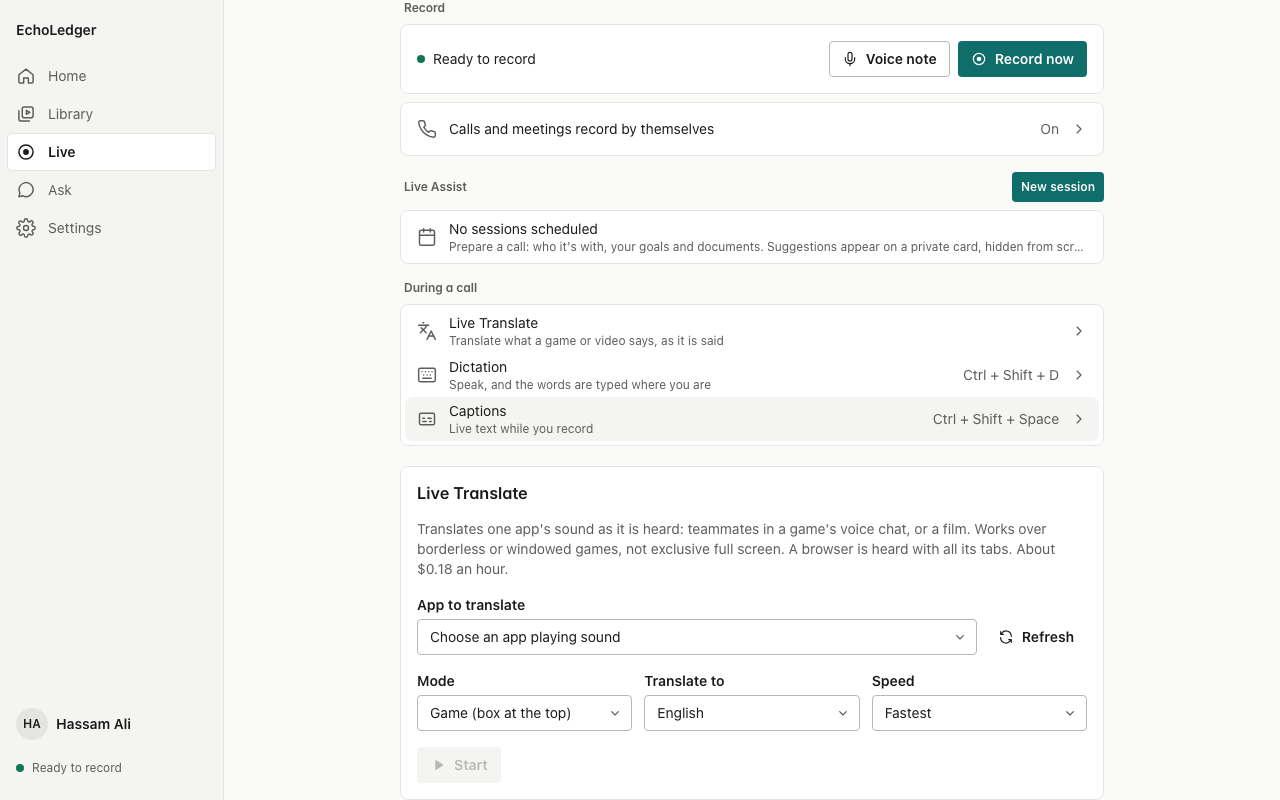 EchoLedger
Home
Library
Live
Ask
Settings
HA
Hassam Ali
Ready to record
Record
Ready to record
Voice note
Record now
Calls and meetings record by themselves
On
Live Assist
New session
No sessions scheduled
Prepare a call: who it's with, your goals and documents. Suggestions appear on a private card, hidden from scr...
During a call
Live Translate
Translate what a game or video says, as it is said
Dictation
Speak, and the words are typed where you are
Ctrl + Shift + D
Captions
Live text while you record
Ctrl + Shift + Space
Live Translate
Translates one app's sound as it is heard: teammates in a game's voice chat, or a film. Works over
borderless or windowed games, not exclusive full screen. A browser is heard with all its tabs. About
$0.18 an hour.
App to translate
Choose an app playing sound
Refresh
Mode
Translate to
Speed
Game (box at the top)
English
Fastest
Start